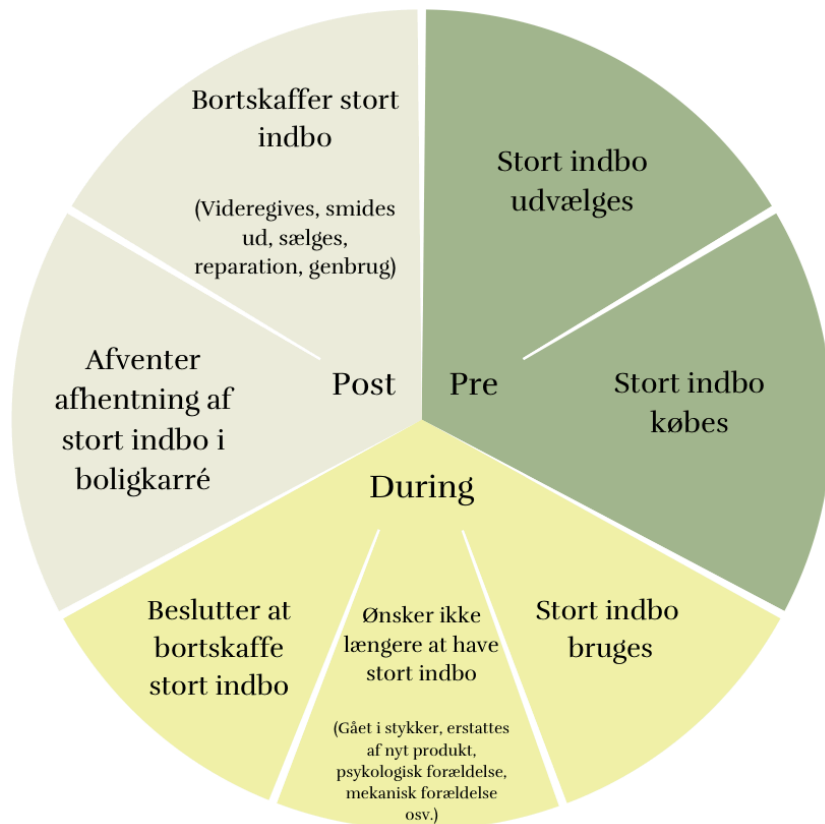 Stort indbo
udvælges
Pre
Stort indbo
købes
During
Stort indbo
bruges
Ønsker ikke
længere at have
stort indbo
(Gået i stykker, erstattes
af nyt produkt,
psykologisk forældelse,
mekanisk forældelse
osv.)
Beslutter at
bortskaffe
stort indbo
Post
Afventer
afhentning af
stort indbo i
boligkarré
Bortskaffer stort
indbo
(Videregives, smides
ud, sælges,
reparation, genbrug)